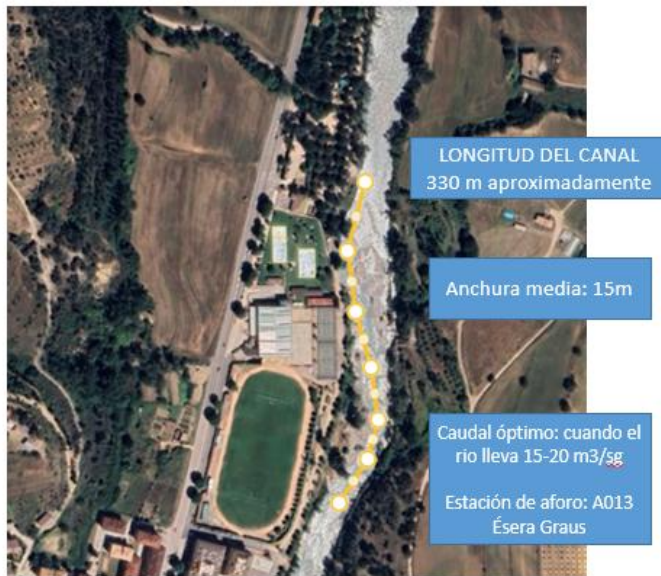 LONGITUD DEL CANAL
330 m aproximadamente
Anchura media: 15m
Caudal óptimo: cuando el
rio lleva 15-20 m3/sg
Estación de aforo: A013
Ésera Graus